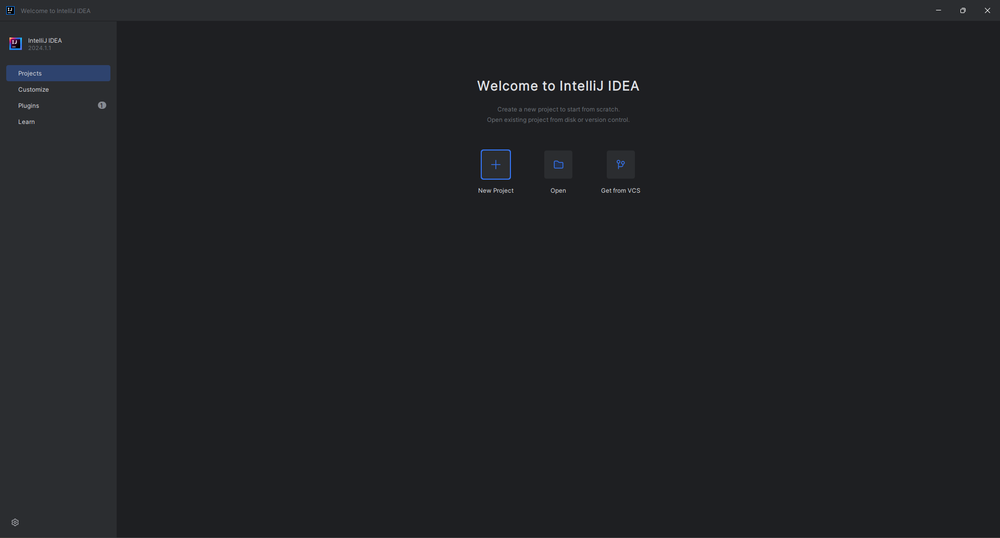 Welcome to IntelliJ IDEA
IntelliJ IDEA
2024.1.1
Projects
Customize
Plugins 1
Learn
Welcome to IntelliJ IDEA
Create a new project to start from scratch.
Open existing project from disk or version control.
New Project Open Get from VCS